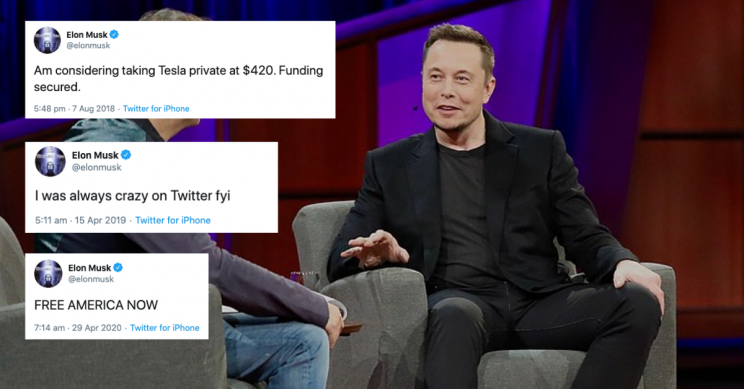 Elon Musk
@elonmusk
Am considering taking Tesla private at $420. Funding
secured.
5:48 pm · 7 Aug 2018 · Twitter for iPhone
Elon Musk
@elonmusk
I was always crazy on Twitter fyi
5:11 am · 15 Apr 2019 · Twitter for iPhone
Elon Musk
@elonmusk
FREE AMERICA NOW
7:14 am · 29 Apr 2020 · Twitter for iPhone